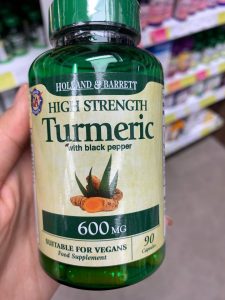 HOLLAND & BARRETT
HIGH STRENGTH
Turmeric
with black pepper
600 MG
SUITABLE FOR VEGANS
90
Food Supplement
Capsules